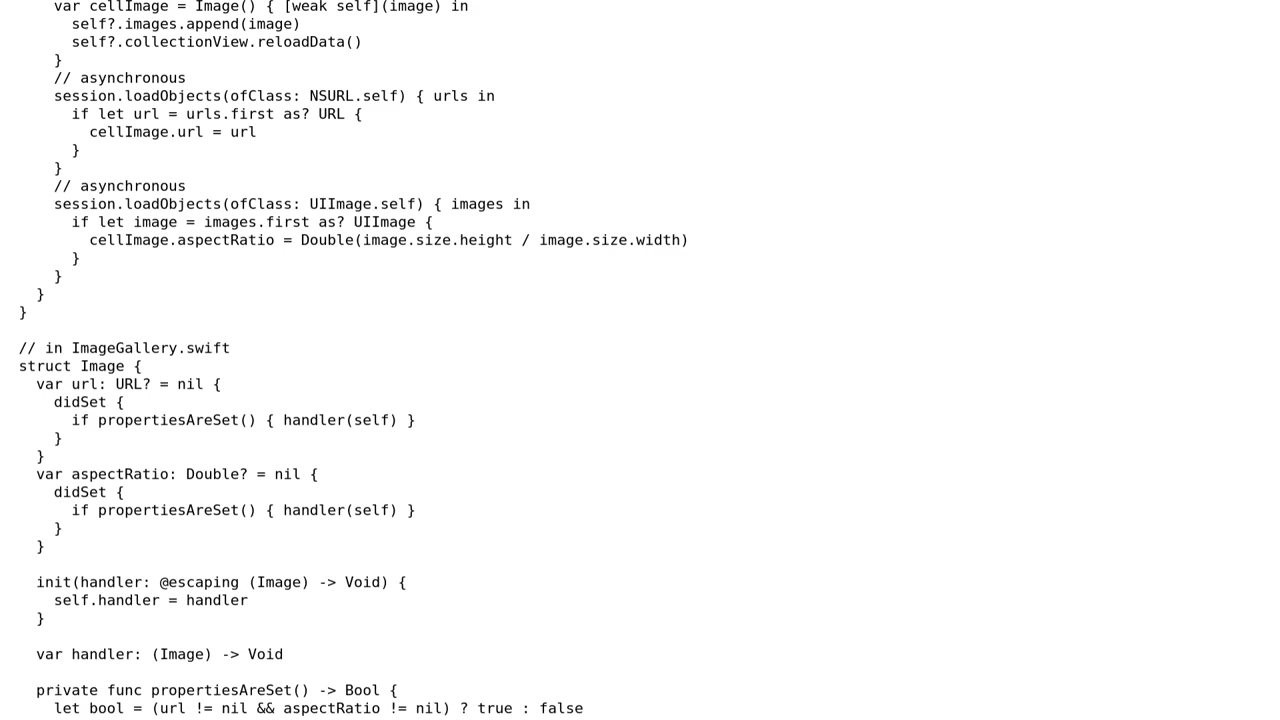 var cellImage = Image() { [weak self](image) in
self?.images.append(image)
self?.collectionView.reloadData()
}
// asynchronous
session.loadObjects(ofClass: NSURL.self) { urls in
if let url = urls.first as? URL {
cellImage.url = url
}
}
// asynchronous
session.loadObjects(ofClass: UIImage.self) { images in
if let image = images.first as? UIImage {
cellImage.aspectRatio = Double(image.size.height / image.size.width)
}
}
}
}
// in ImageGallery.swift
struct Image {
var url: URL? = nil {
didSet {
if propertiesAreSet() { handler(self) }
}
}
var aspectRatio: Double? = nil {
didSet {
if propertiesAreSet() { handler(self) }
}
}
init(handler: @escaping (Image) -> Void) {
self.handler = handler
}
var handler: (Image) -> Void
private func propertiesAreSet() -> Bool {
let bool = (url != nil && aspectRatio != nil) ? true : false